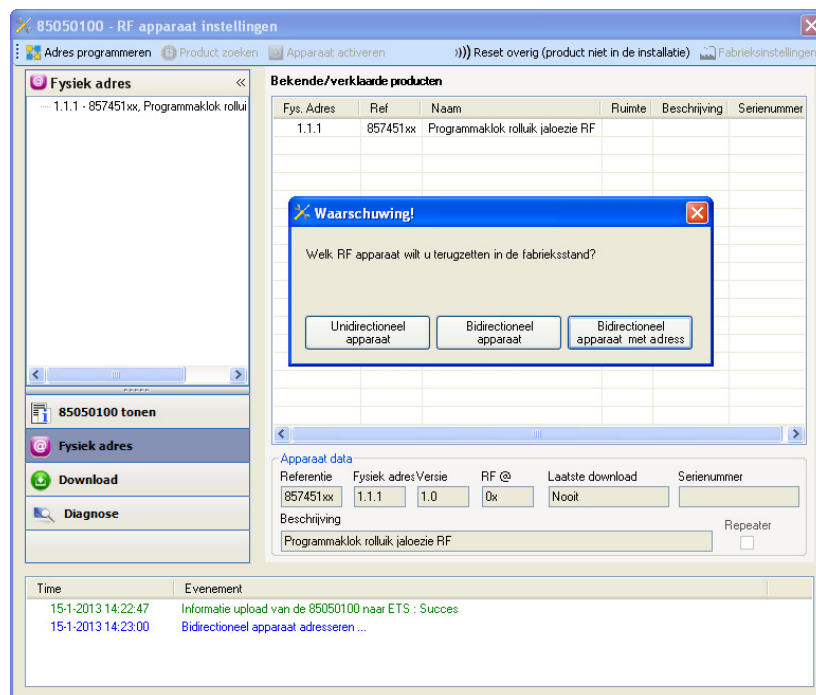 85050100 - RF apparaat instellingen
Adres programmeren Product zoeken Apparaat activeren Reset overig (product niet in de installatie) Fabrieksinstellingen
Fysiek adres
1.1.1 - 857451xx, Programmaklok rollui
Bekende/verklaarde producten
Fys. Adres Ref Naam Ruimte Beschrijving Serienummer
1.1.1 857451xx Programmaklok rolluik jaloezie RF
Waarschuwing!
Welk RF apparaat wilt u terugzetten in de fabrieksstand?
Unidirectioneel
apparaat
Bidirectioneel
apparaat
Bidirectioneel
apparaat met adress
85050100 tonen
Fysiek adres
Download
Diagnose
Apparaat data
Referentie Fysiek adres Versie RF @ Laatste download Serienummer
857451xx 1.1.1 1.0 0x Nooit
Beschrijving
Repeater
Programmaklok rolluik jaloezie RF
Time Evenement
15-1-2013 14:22:47 Informatie upload van de 85050100 naar ETS : Succes
15-1-2013 14:23:00 Bidirectioneel apparaat adresseren ...